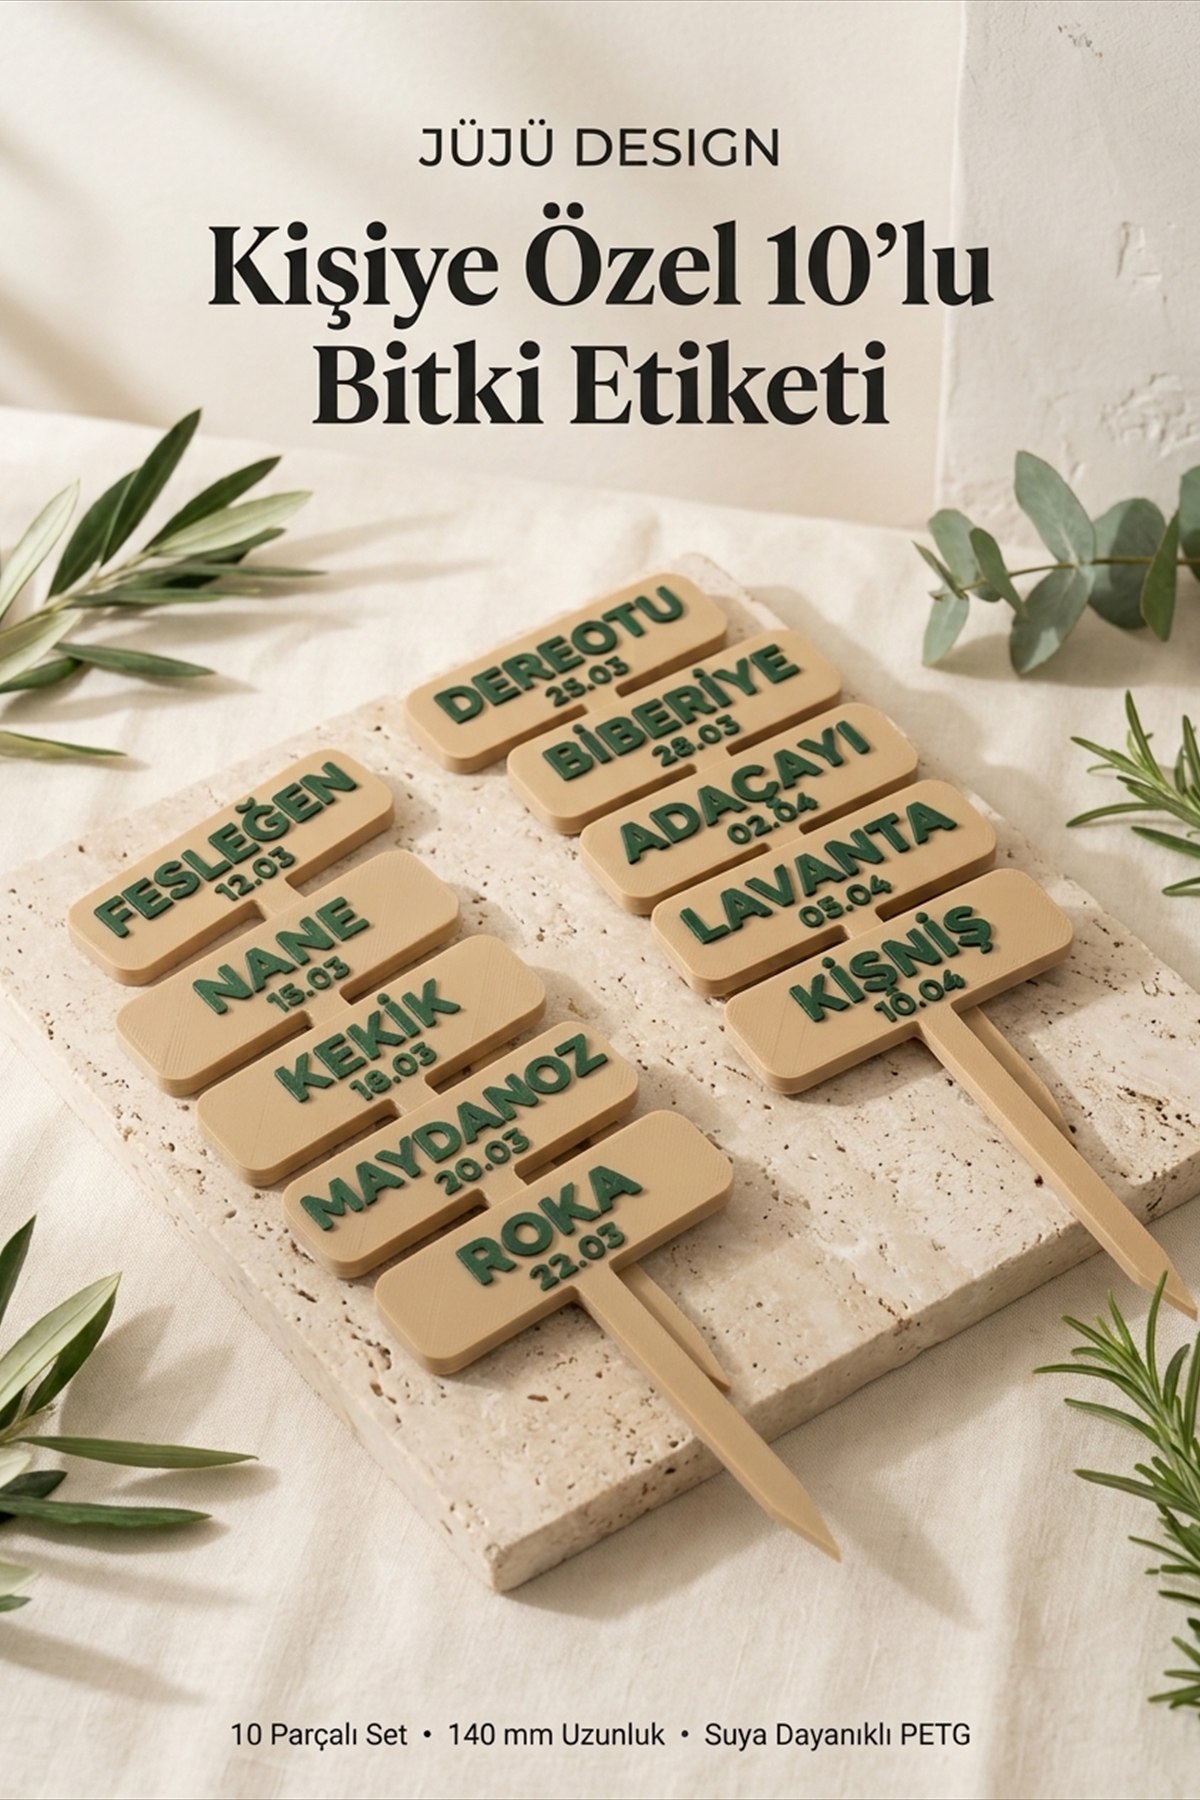 JÜJÜ DESIGN
Kişiye Özel 10’lu
Bitki Etiketi
DEREOTU
25.03
BİBERİYE
28.03
ADAÇAYI
02.04
LAVANTA
05.04
KİŞNİŞ
10.04
FESLEĞEN
12.03
NANE
15.03
KEKİK
18.03
MAYDANOZ
20.03
ROKA
22.03
10 Parçalı Set • 140 mm Uzunluk • Suya Dayanıklı PETG